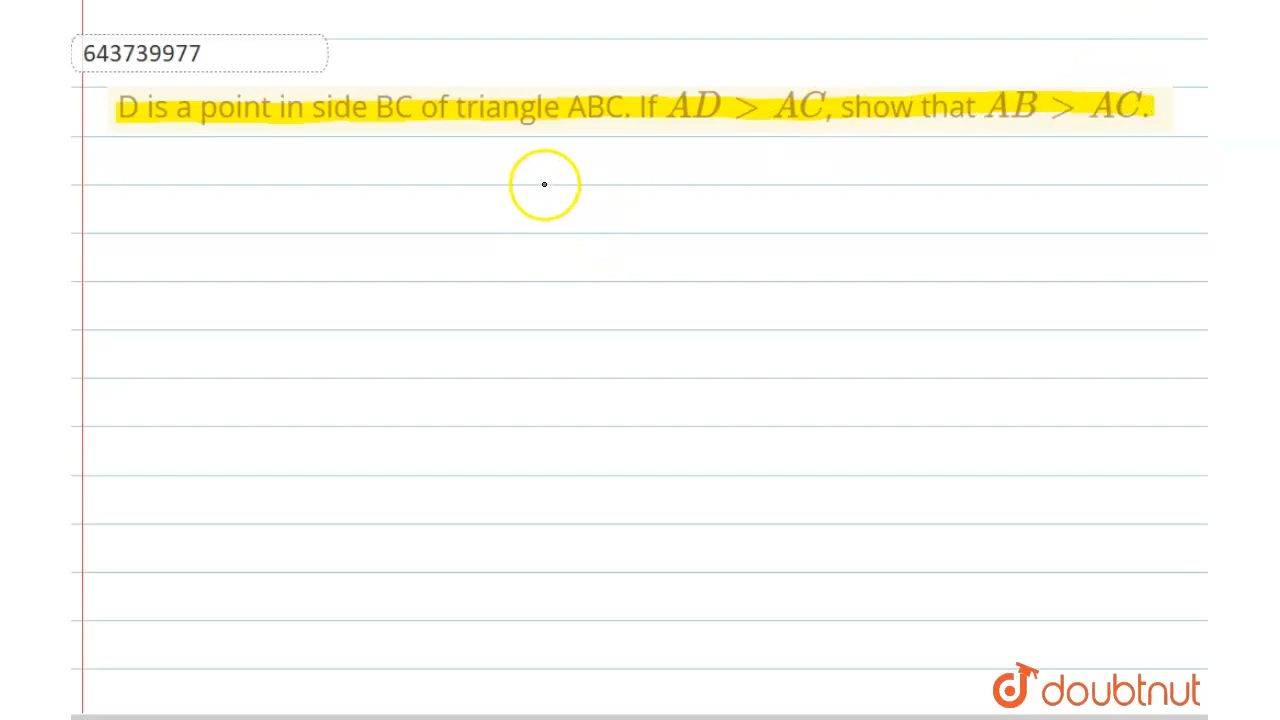 643739977
D is a point in side BC of triangle ABC. If AD > AC, show that AB > AC.
doubtnut